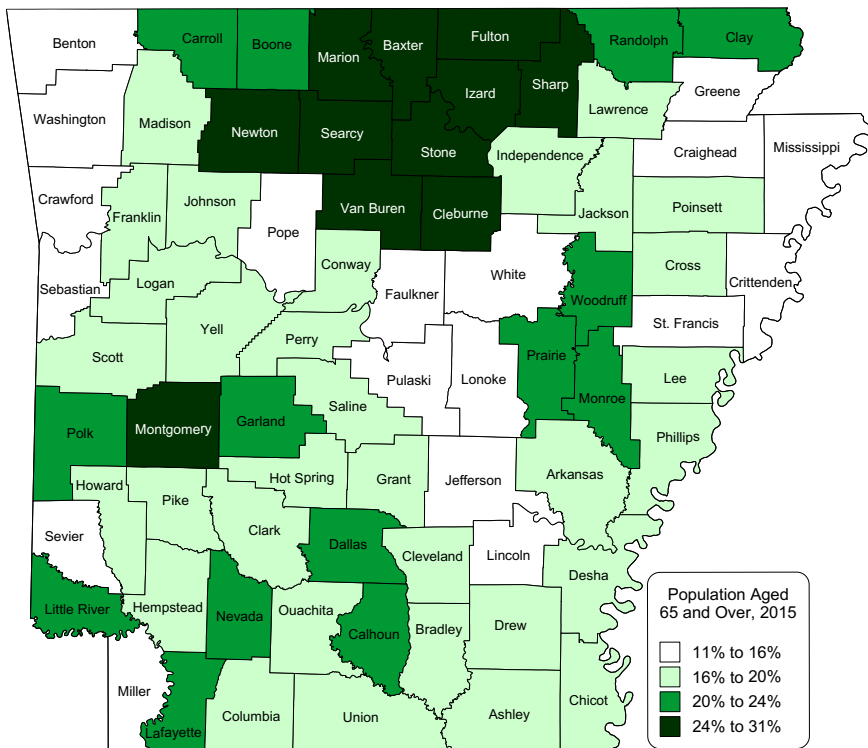 Benton
Carroll
Boone
Marion
Baxter
Fulton
Randolph
Clay
Izard
Sharp
Greene
Washington
Madison
Newton
Searcy
Stone
Lawrence
Independence
Craighead
Mississippi
Crawford
Franklin
Johnson
Pope
Van Buren
Cleburne
Jackson
Poinsett
Sebastian
Logan
Conway
Faulkner
White
Woodruff
Cross
Crittenden
Scott
Yell
Perry
Pulaski
Lonoke
Prairie
Monroe
St. Francis
Lee
Polk
Montgomery
Garland
Saline
Phillips
Howard
Pike
Hot Spring
Grant
Jefferson
Arkansas
Sevier
Clark
Dallas
Cleveland
Lincoln
Desha
Little River
Hempstead
Nevada
Ouachita
Calhoun
Bradley
Drew
Miller
Lafayette
Columbia
Union
Ashley
Chicot
Population Aged
65 and Over, 2015
11% to 16%
16% to 20%
20% to 24%
24% to 31%